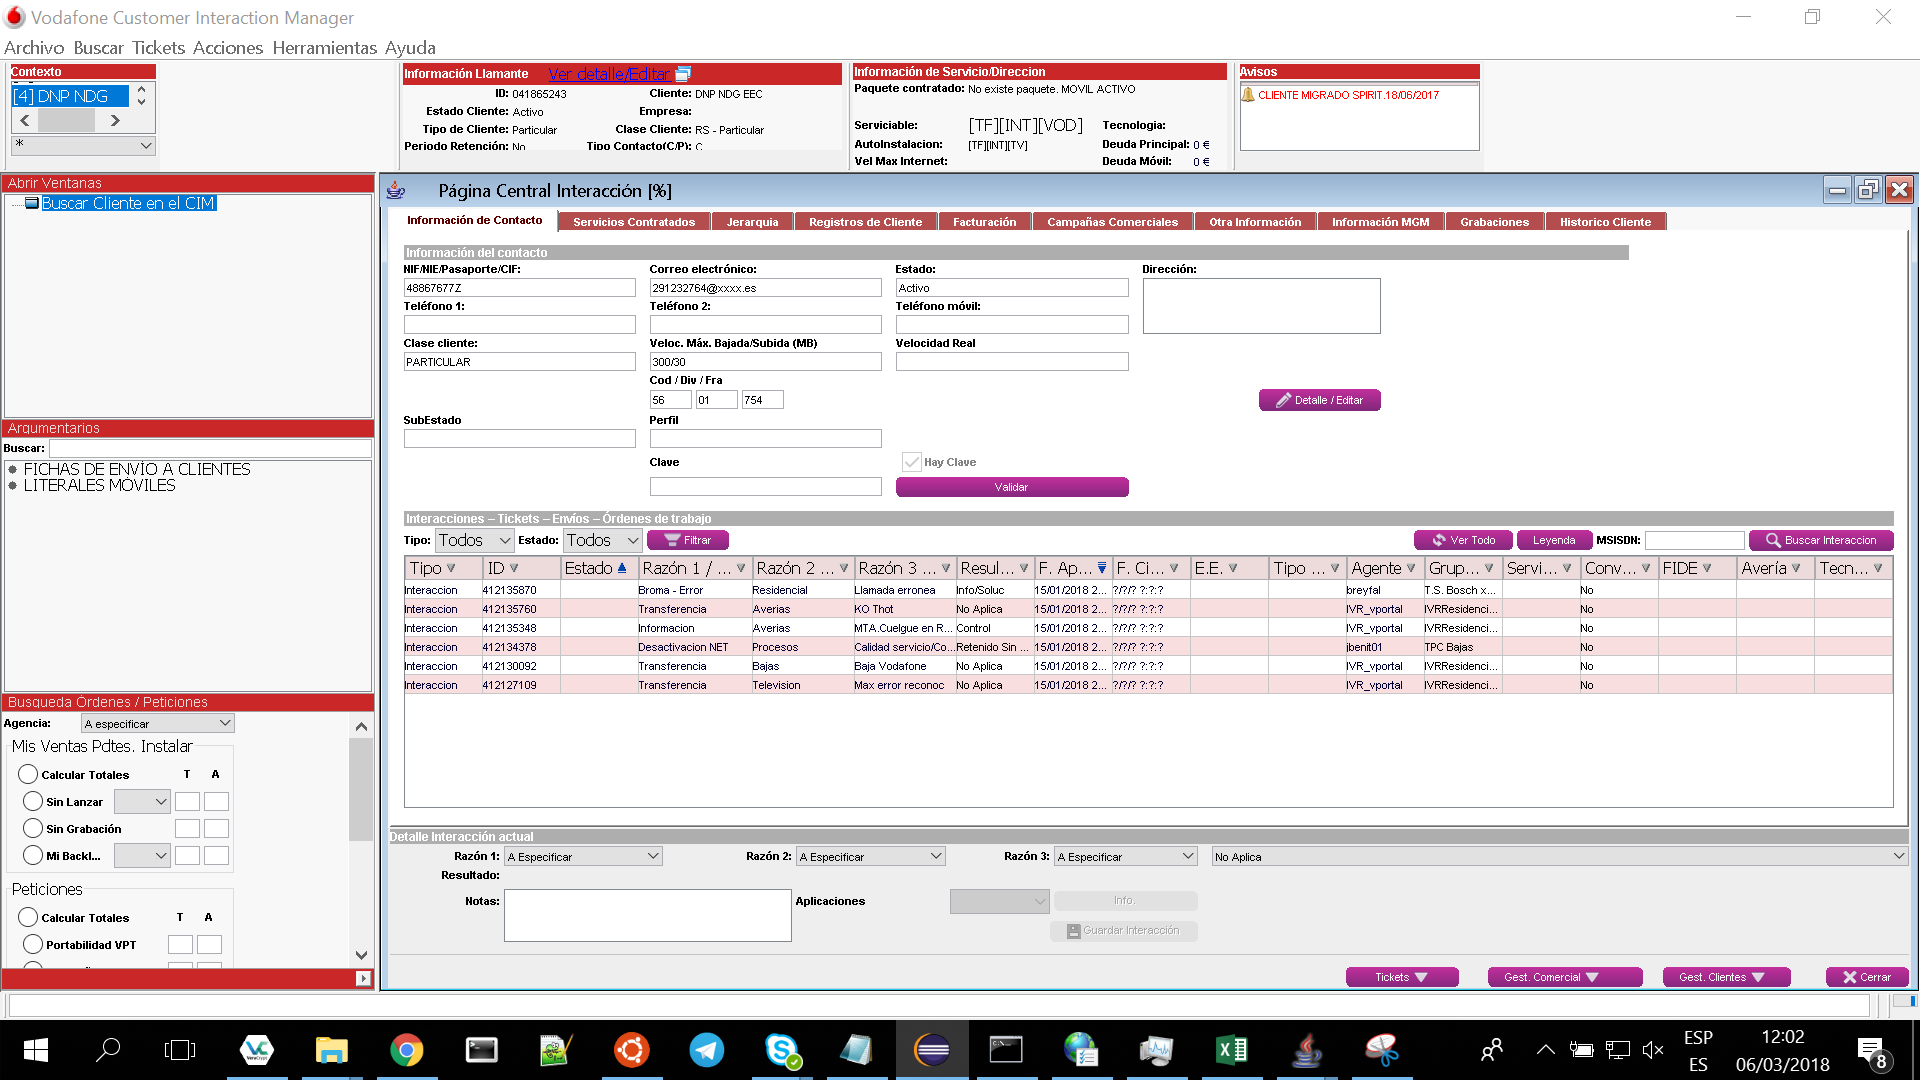 Vodafone Customer Interaction Manager
Archivo Buscar Tickets Acciones Herramientas Ayuda
Contexto
[4] DNP NDG
*
Información Llamante Ver detalle/Editar
ID: 041865243 Cliente: DNP NDG EEC
Estado Cliente: Activo Empresa:
Tipo de Cliente: Particular Clase Cliente: RS - Particular
Periodo Retención: No Tipo Contacto(C/P): C
Información de Servicio/Direccion
Paquete contratado: No existe paquete. MOVIL ACTIVO
Serviciable: [TF][INT][VOD] Tecnologia:
AutoInstalacion: [TF][INT][TV] Deuda Principal: 0 €
Vel Max Internet: Deuda Móvil: 0 €
Avisos
CLIENTE MIGRADO SPIRIT.18/06/2017
Abrir Ventanas
Buscar Cliente en el CIM
Argumentarios
Buscar:
FICHAS DE ENVÍO A CLIENTES
LITERALES MÓVILES
Busqueda Órdenes / Peticiones
Agencia: A especificar
Mis Ventas Pdtes. Instalar
Calcular Totales T A
Sin Lanzar
Sin Grabación
Mi Backl...
Peticiones
Calcular Totales T A
Portabilidad VPT
Página Central Interacción [%]
Información de Contacto Servicios Contratados Jerarquia Registros de Cliente Facturación Campañas Comerciales Otra Información Información MGM Grabaciones Historico Cliente
Información del contacto
NIF/NIE/Pasaporte/CIF: Correo electrónico: Estado: Dirección:
48867677Z 291232764@xxxx.es Activo
Teléfono 1: Teléfono 2: Teléfono móvil:
Clase cliente: Veloc. Máx. Bajada/Subida (MB) Velocidad Real
PARTICULAR 300/30
Cod / Div / Fra
56 01 754
Detalle / Editar
SubEstado Perfil
Clave Hay Clave
Validar
Interacciones – Tickets – Envíos – Órdenes de trabajo
Tipo: Todos Estado: Todos Filtrar Ver Todo Leyenda MSISDN: Buscar Interaccion
Tipo ID Estado Razón 1 / ... Razón 2 ... Razón 3 ... Resul... F. Ap... F. Ci... E.E. Tipo ... Agente Grup... Servi... Conv... FIDE Avería Tecn...
Interaccion 412135870 Broma - Error Residencial Llamada erronea Info/Soluc 15/01/2018 2... ?/?/? ?:?:? breyfal T.S. Bosch x... No
Interaccion 412135760 Transferencia Averias KO Thot No Aplica 15/01/2018 2... ?/?/? ?:?:? IVR_vportal IVRResidenci... No
Interaccion 412135348 Informacion Averias MTA.Cuelgue en R... Control 15/01/2018 2... ?/?/? ?:?:? IVR_vportal IVRResidenci... No
Interaccion 412134378 Desactivacion NET Procesos Calidad servicio/Co... Retenido Sin ... 15/01/2018 2... ?/?/? ?:?:? jbenit01 TPC Bajas No
Interaccion 412130092 Transferencia Bajas Baja Vodafone No Aplica 15/01/2018 2... ?/?/? ?:?:? IVR_vportal IVRResidenci... No
Interaccion 412127109 Transferencia Television Max error reconoc No Aplica 15/01/2018 2... ?/?/? ?:?:? IVR_vportal IVRResidenci... No
Detalle Interacción actual
Razón 1: A Especificar Razón 2: A Especificar Razón 3: A Especificar No Aplica
Resultado:
Notas: Aplicaciones Info.
Guardar Interacción
Tickets Gest. Comercial Gest. Clientes Cerrar
ESP
ES
12:02
06/03/2018
8